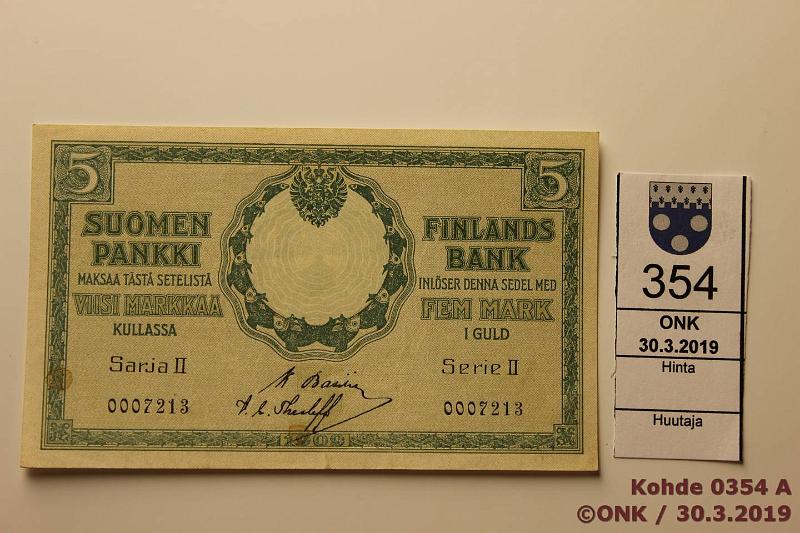 5
5
SUOMEN
PANKKI
MAKSAA TÄSTÄ SETELISTÄ
VIISI MARKKAA
KULLASSA
Sarja II
0007213
FINLANDS
BANK
INLÖSER DENNA SEDEL MED
FEM MARK
I GULD
Serie II
0007213
1909
354
ONK
30.3.2019
Hinta
Huutaja
Kohde 0354 A
©ONK / 30.3.2019